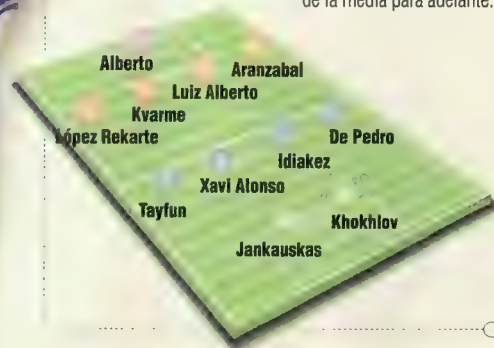 de la media para adelante.
Alberto
Aranzabal
Luiz Alberto
Kvarme
López Rekarte
De Pedro
Idiakez
Xavi Alonso
Tayfun
Khokhlov
Jankauskas